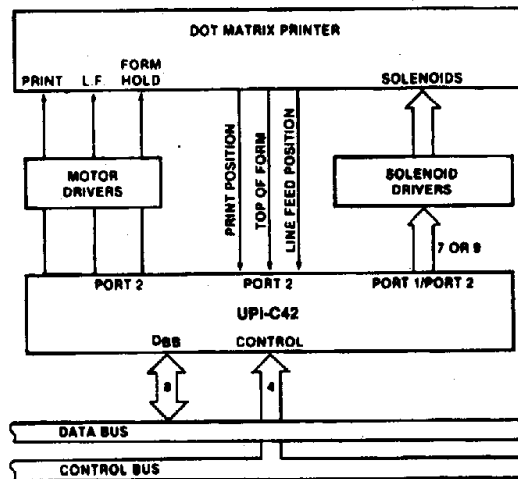 DOT MATRIX PRINTER
PRINT
L.F.
FORM
HOLD
SOLENOIDS
MOTOR
DRIVERS
PRINT POSITION
TOP OF FORM
LINE FEED POSITION
SOLENOID
DRIVERS
7 OR 9
PORT 2
PORT 2
PORT 1/PORT 2
UPI-C42
DBB
CONTROL
8
4
DATA BUS
CONTROL BUS